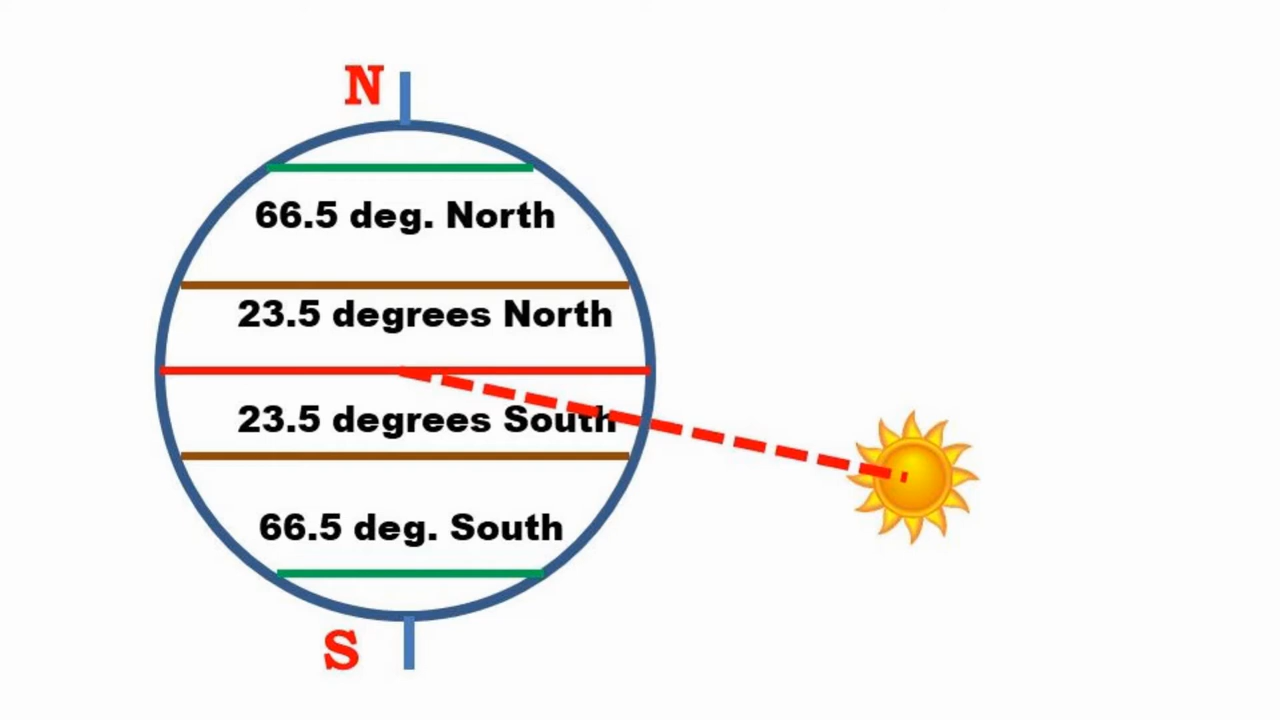 N
66.5 deg. North
23.5 degrees North
23.5 degrees South
66.5 deg. South
S